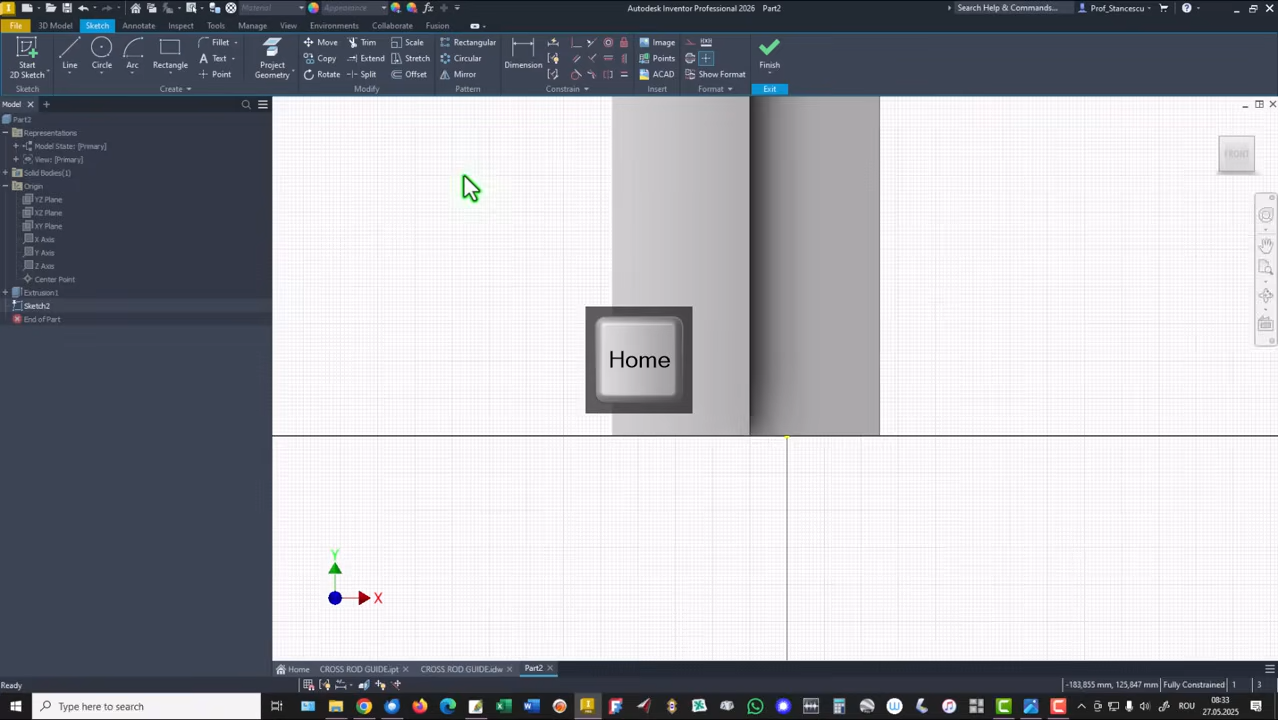 Material
Appearance
Autodesk Inventor Professional 2026 Part2
Search Help & Commands...
Prof_Stancescu
File 3D Model Sketch Annotate Inspect Tools Manage View Environments Collaborate Fusion
Start
2D Sketch
Line
Circle
Arc
Rectangle
Fillet
Text
Point
Project
Geometry
Move Trim Scale
Copy Extend Stretch
Rotate Split Offset
Rectangular
Circular
Mirror
Dimension
Image
Points
ACAD
Show Format
Finish
Sketch
Create
Modify
Pattern
Constrain
Insert
Format
Exit
Model
Part2
Representations
Model State: [Primary]
View: [Primary]
Solid Bodies(1)
Origin
YZ Plane
XZ Plane
XY Plane
X Axis
Y Axis
Z Axis
Center Point
Extrusion1
Sketch2
End of Part
FRONT
Home
Y
X
Home CROSS ROD GUIDE.ipt CROSS ROD GUIDE.idw Part2
Ready
-183,855 mm, 125,847 mm Fully Constrained 1 3
Type here to search
ROU
08:33
27.05.2025